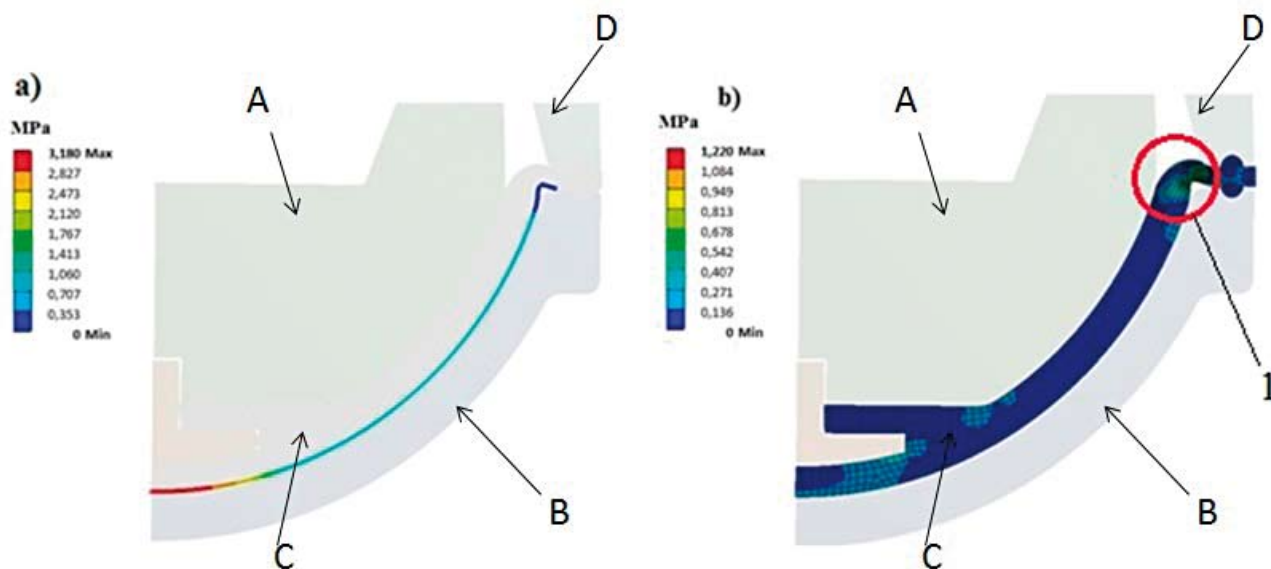 a)
MPa
3,180 Max
2,827
2,473
2,120
1,767
1,413
1,060
0,707
0,353
0 Min
A
D
B
C
b)
MPa
1,220 Max
1,084
0,949
0,813
0,678
0,542
0,407
0,271
0,136
0 Min
A
D
1
B
C